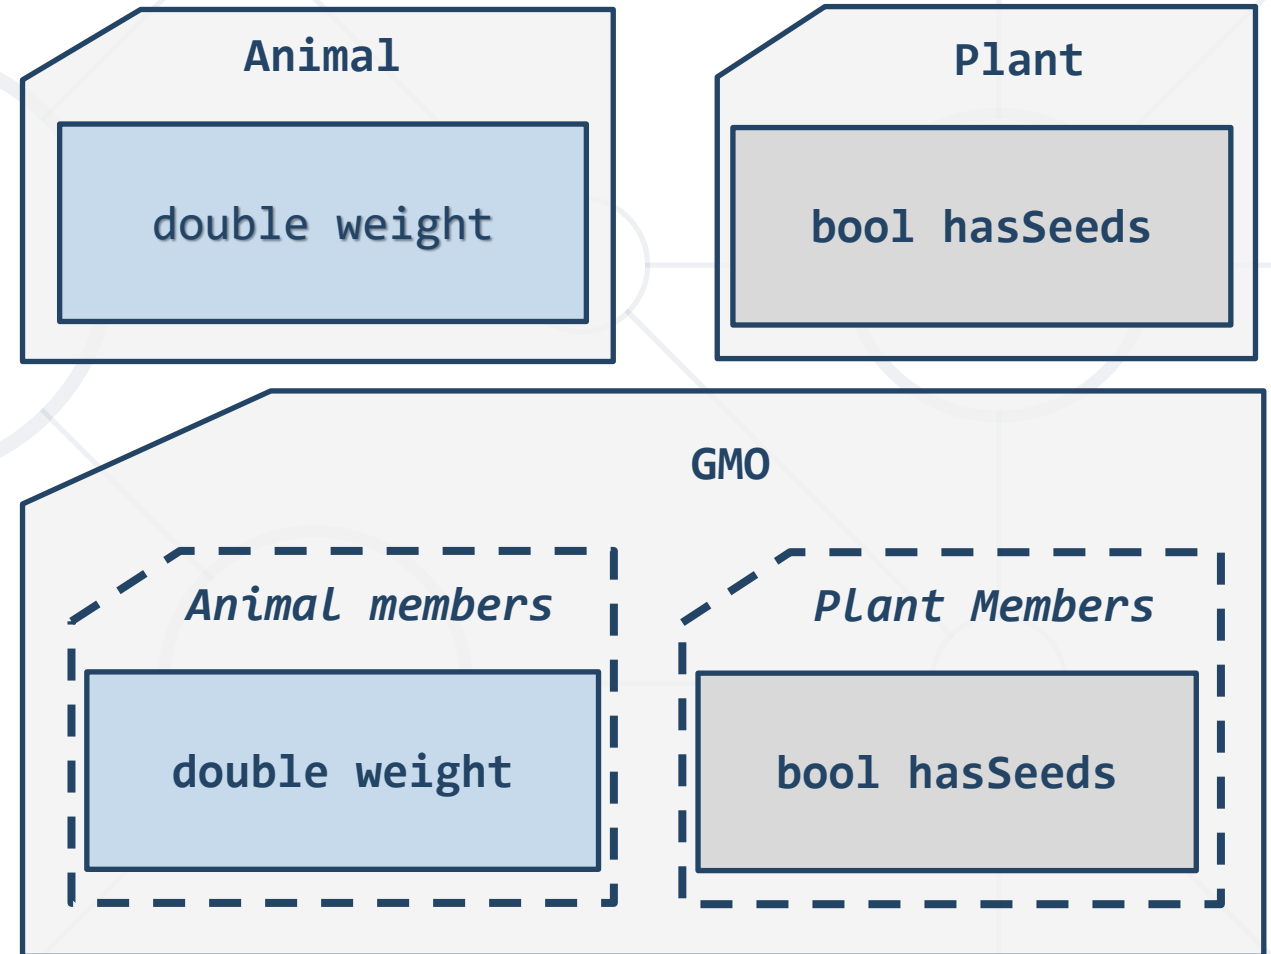 Animal
double weight
Plant
bool hasSeeds
GMO
Animal members
double weight
Plant Members
bool hasSeeds